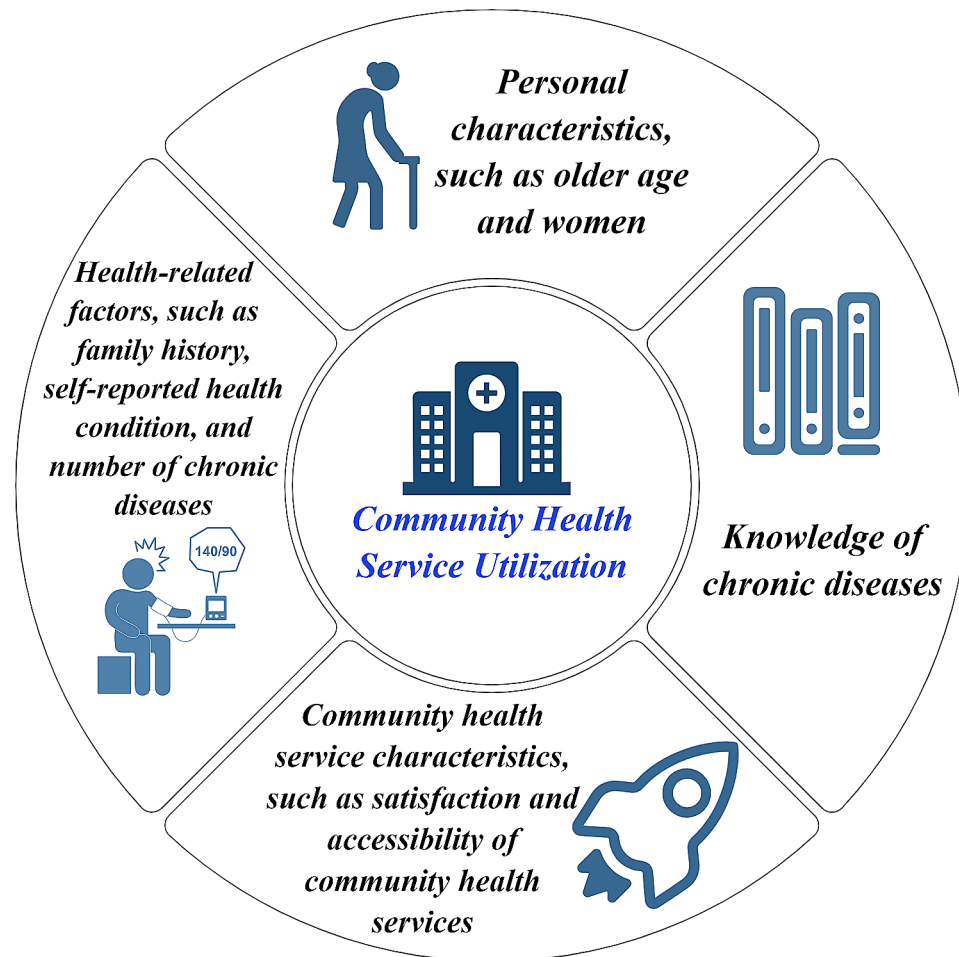 Personal
characteristics,
such as older age
and women
Health-related
factors, such as
family history,
self-reported health
condition, and
number of chronic
diseases
140/90
Community Health
Service Utilization
Knowledge of
chronic diseases
Community health
service characteristics,
such as satisfaction and
accessibility of
community health
services